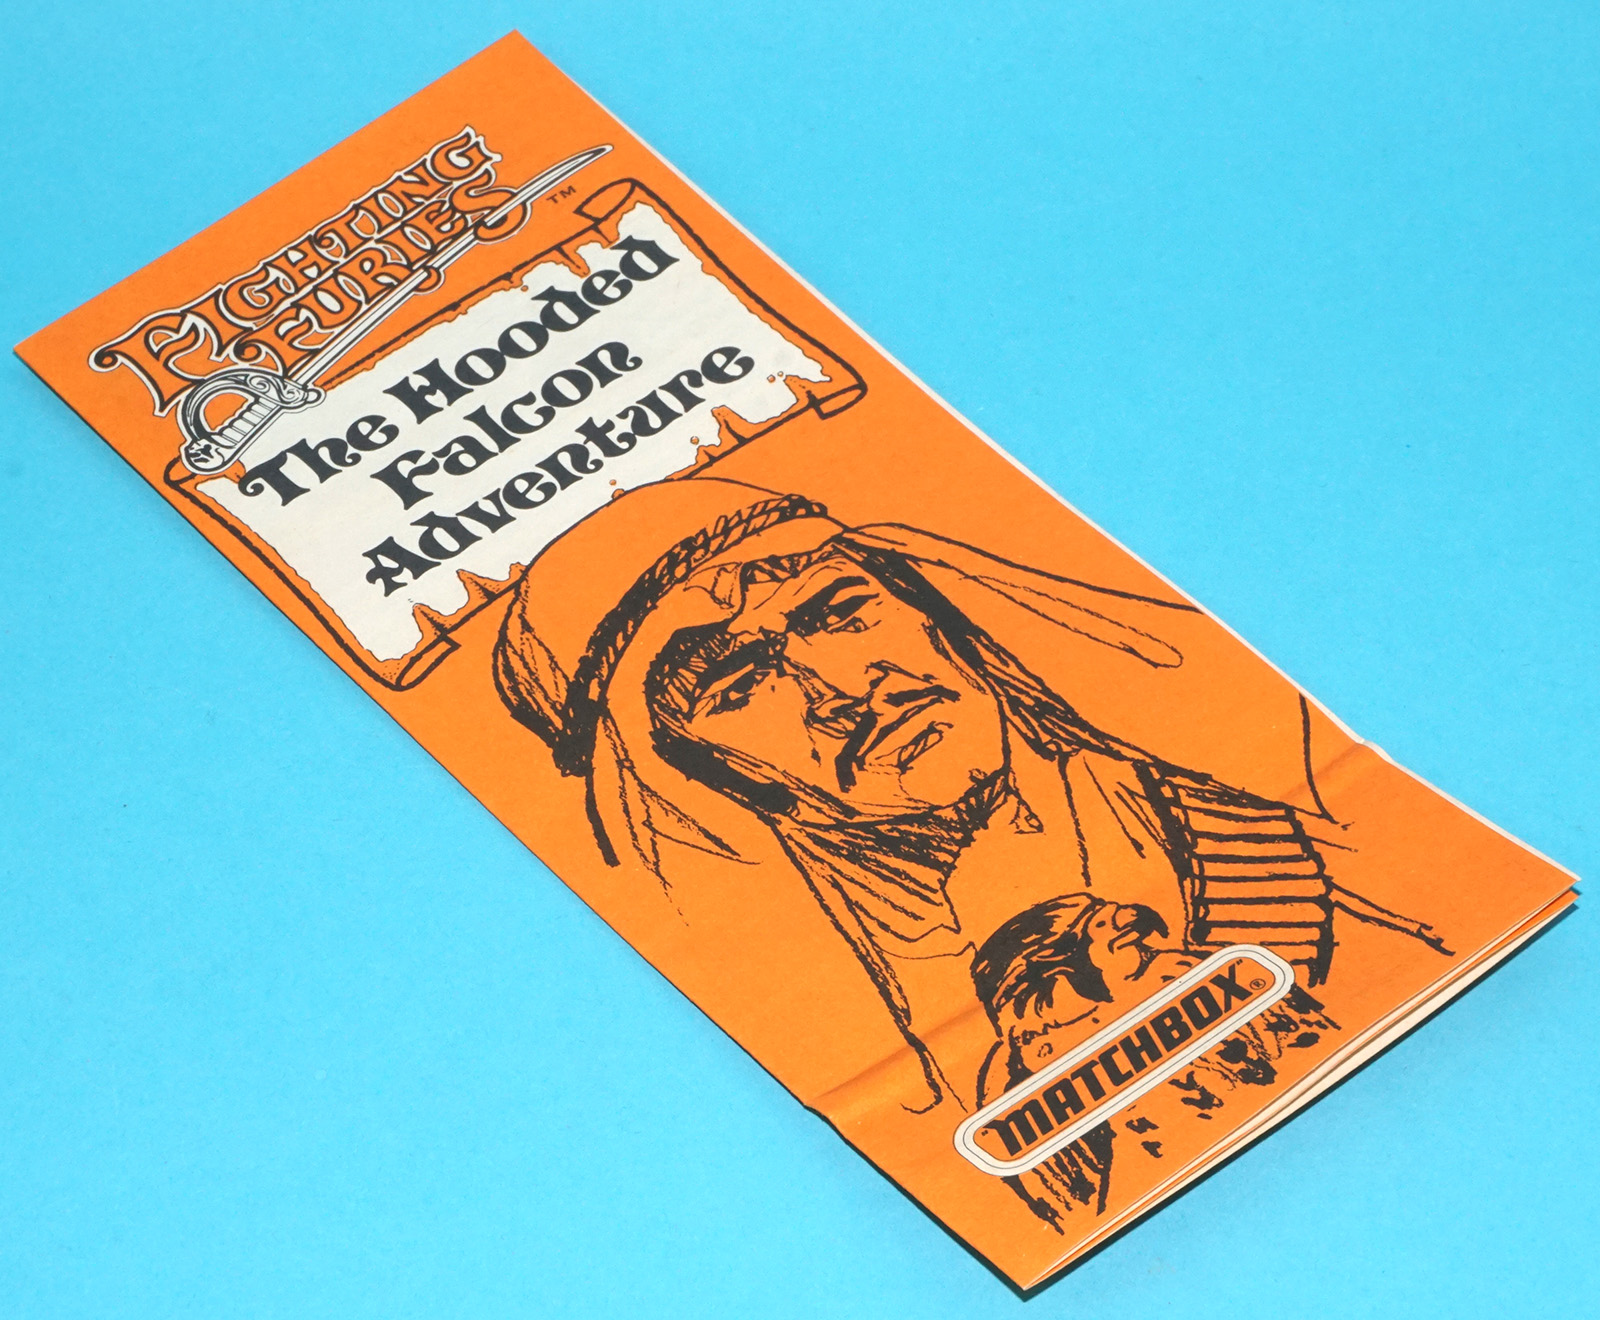 FIGHTING
FURIES
™
The Hooded
Falcon
Adventure
"MATCHBOX"®